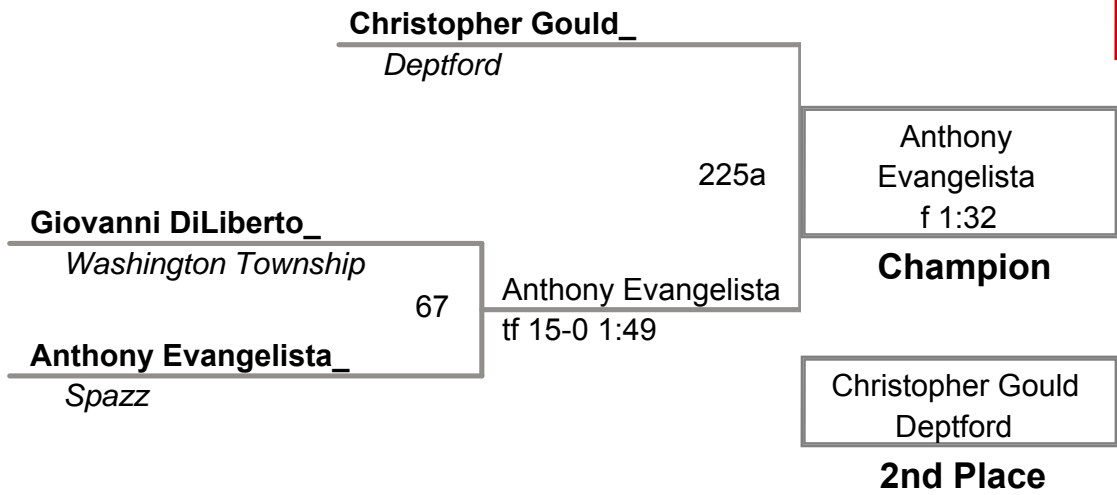 Christopher Gould_
Deptford
225a
Anthony
Evangelista
f 1:32
Champion
Giovanni DiLiberto_
Washington Township
67
Anthony Evangelista
tf 15-0 1:49
Anthony Evangelista_
Spazz
Christopher Gould
Deptford
2nd Place